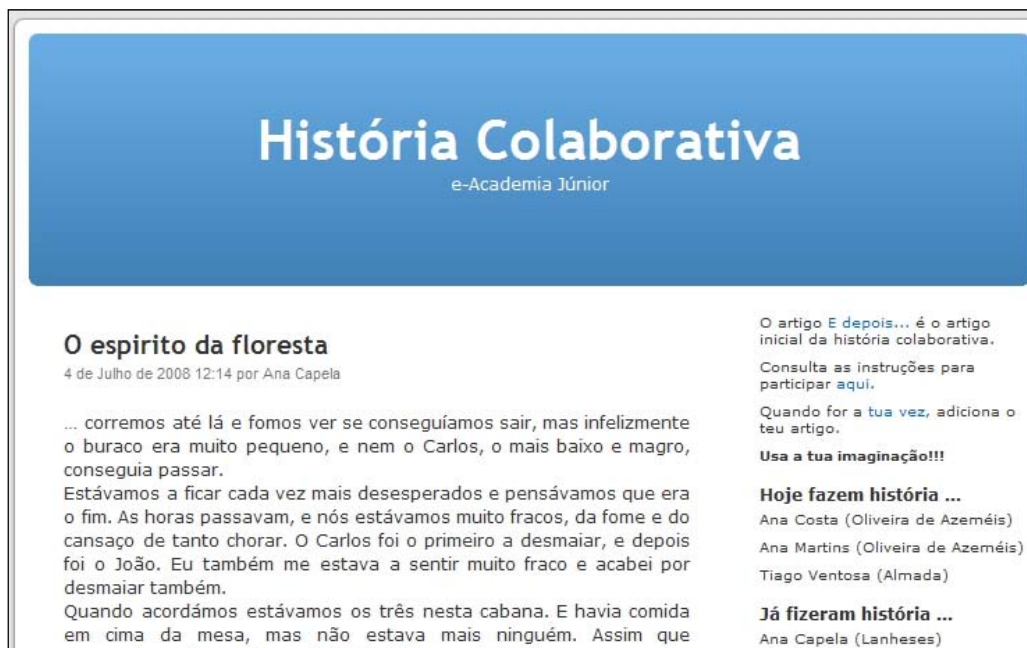 História Colaborativa
e-Academia Júnior
O espirito da floresta
4 de Julho de 2008 12:14 por Ana Capela
... corremos até lá e fomos ver se conseguíamos sair, mas infelizmente
o buraco era muito pequeno, e nem o Carlos, o mais baixo e magro,
conseguia passar.
Estávamos a ficar cada vez mais desesperados e pensávamos que era
o fim. As horas passavam, e nós estávamos muito fracos, da fome e do
cansaço de tanto chorar. O Carlos foi o primeiro a desmaiar, e depois
foi o João. Eu também me estava a sentir muito fraco e acabei por
desmaiar também.
Quando acordámos estávamos os três nesta cabana. E havia comida
em cima da mesa, mas não estava mais ninguém. Assim que
O artigo E depois... é o artigo
inicial da história colaborativa.
Consulta as instruções para
participar aqui.
Quando for a tua vez, adiciona o
teu artigo.
Usa a tua imaginação!!!
Hoje fazem história ...
Ana Costa (Oliveira de Azeméis)
Ana Martins (Oliveira de Azeméis)
Tiago Ventosa (Almada)
Já fizeram história ...
Ana Capela (Lanheses)